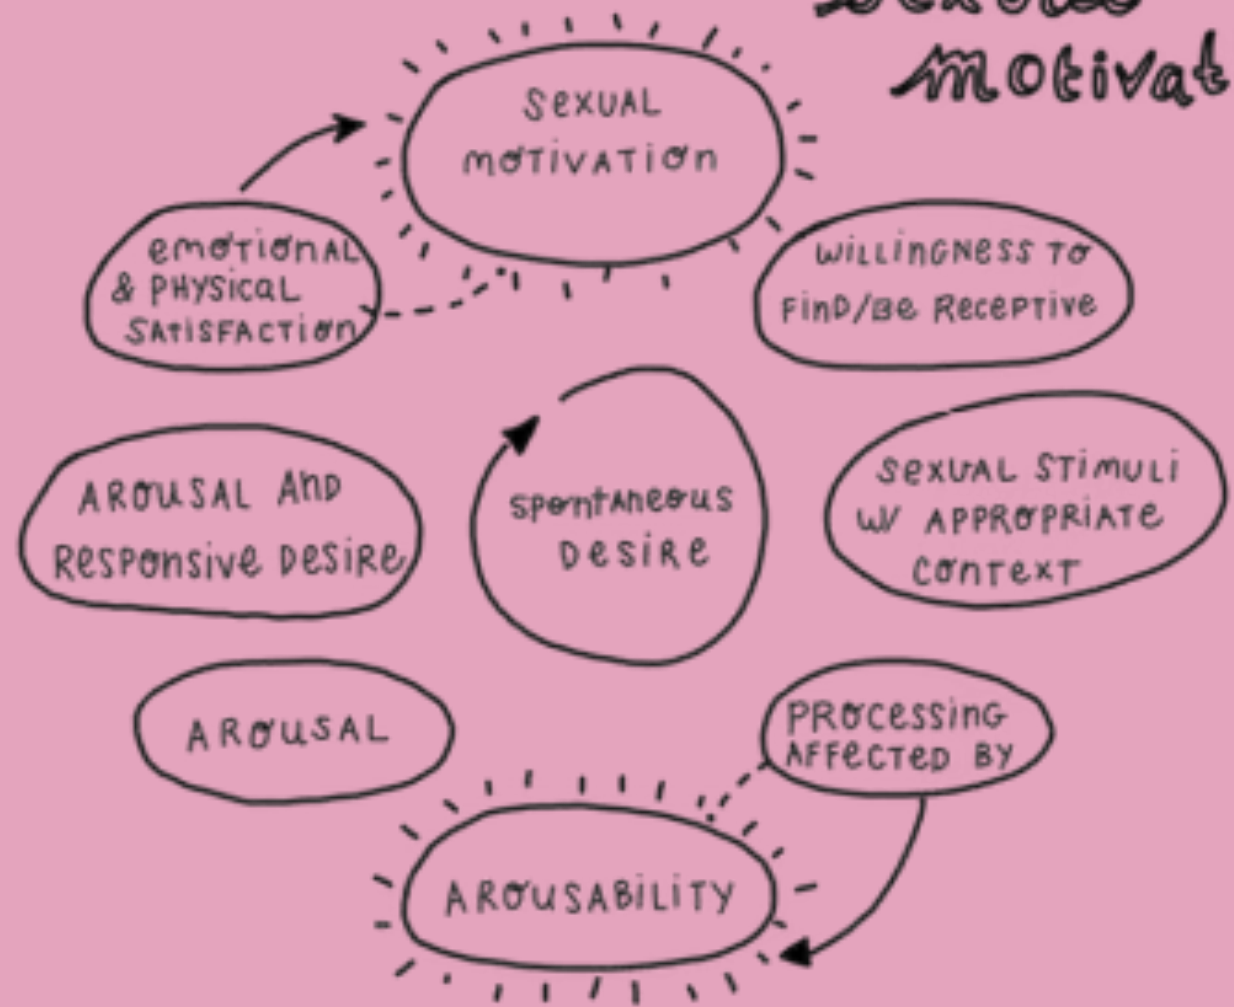 motivat
SEXUAL
MOTIVATION
EMOTIONAL
& PHYSICAL
SATISFACTION
WILLINGNESS TO
FIND/BE RECEPTIVE
AROUSAL AND
RESPONSIVE DESIRE
SPONTANEOUS
DESIRE
SEXUAL STIMULI
W/ APPROPRIATE
CONTEXT
AROUSAL
PROCESSING
AFFECTED BY
AROUSABILITY